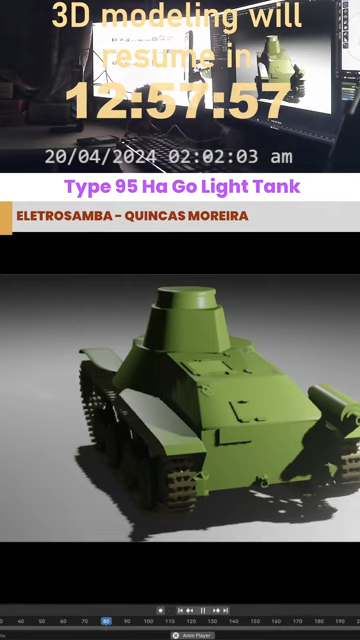 3D modeling will
resume in
12:57:57
20/04/2024 02:02:03 am
Type 95 Ha Go Light Tank
ELETROSAMBA - QUINCAS MOREIRA
30 40 50 60 70 80 90 100 110 120 130 140 150 160 170 180 190
Anim Player